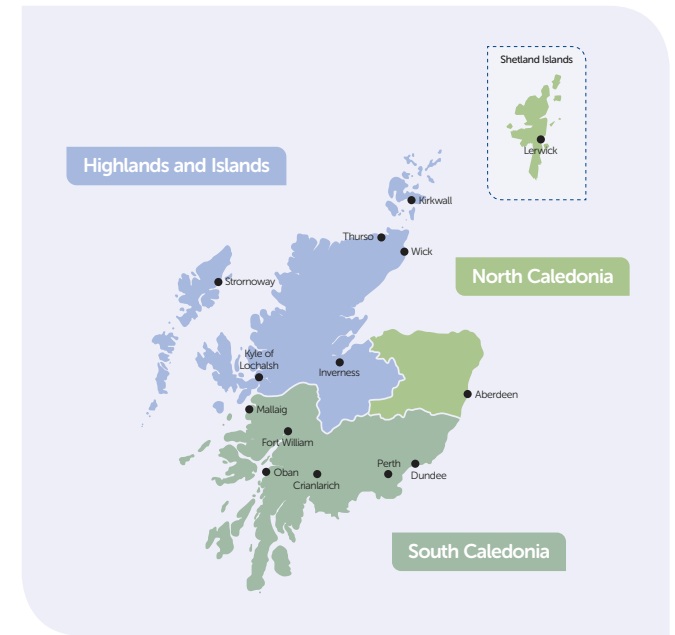 Shetland Islands
Lerwick
Highlands and Islands
Kirkwall
Thurso
Wick
North Caledonia
Stornoway
Kyle of
Lochalsh
Inverness
Aberdeen
Mallaig
Fort William
Perth
Oban
Dundee
Crianlarich
South Caledonia